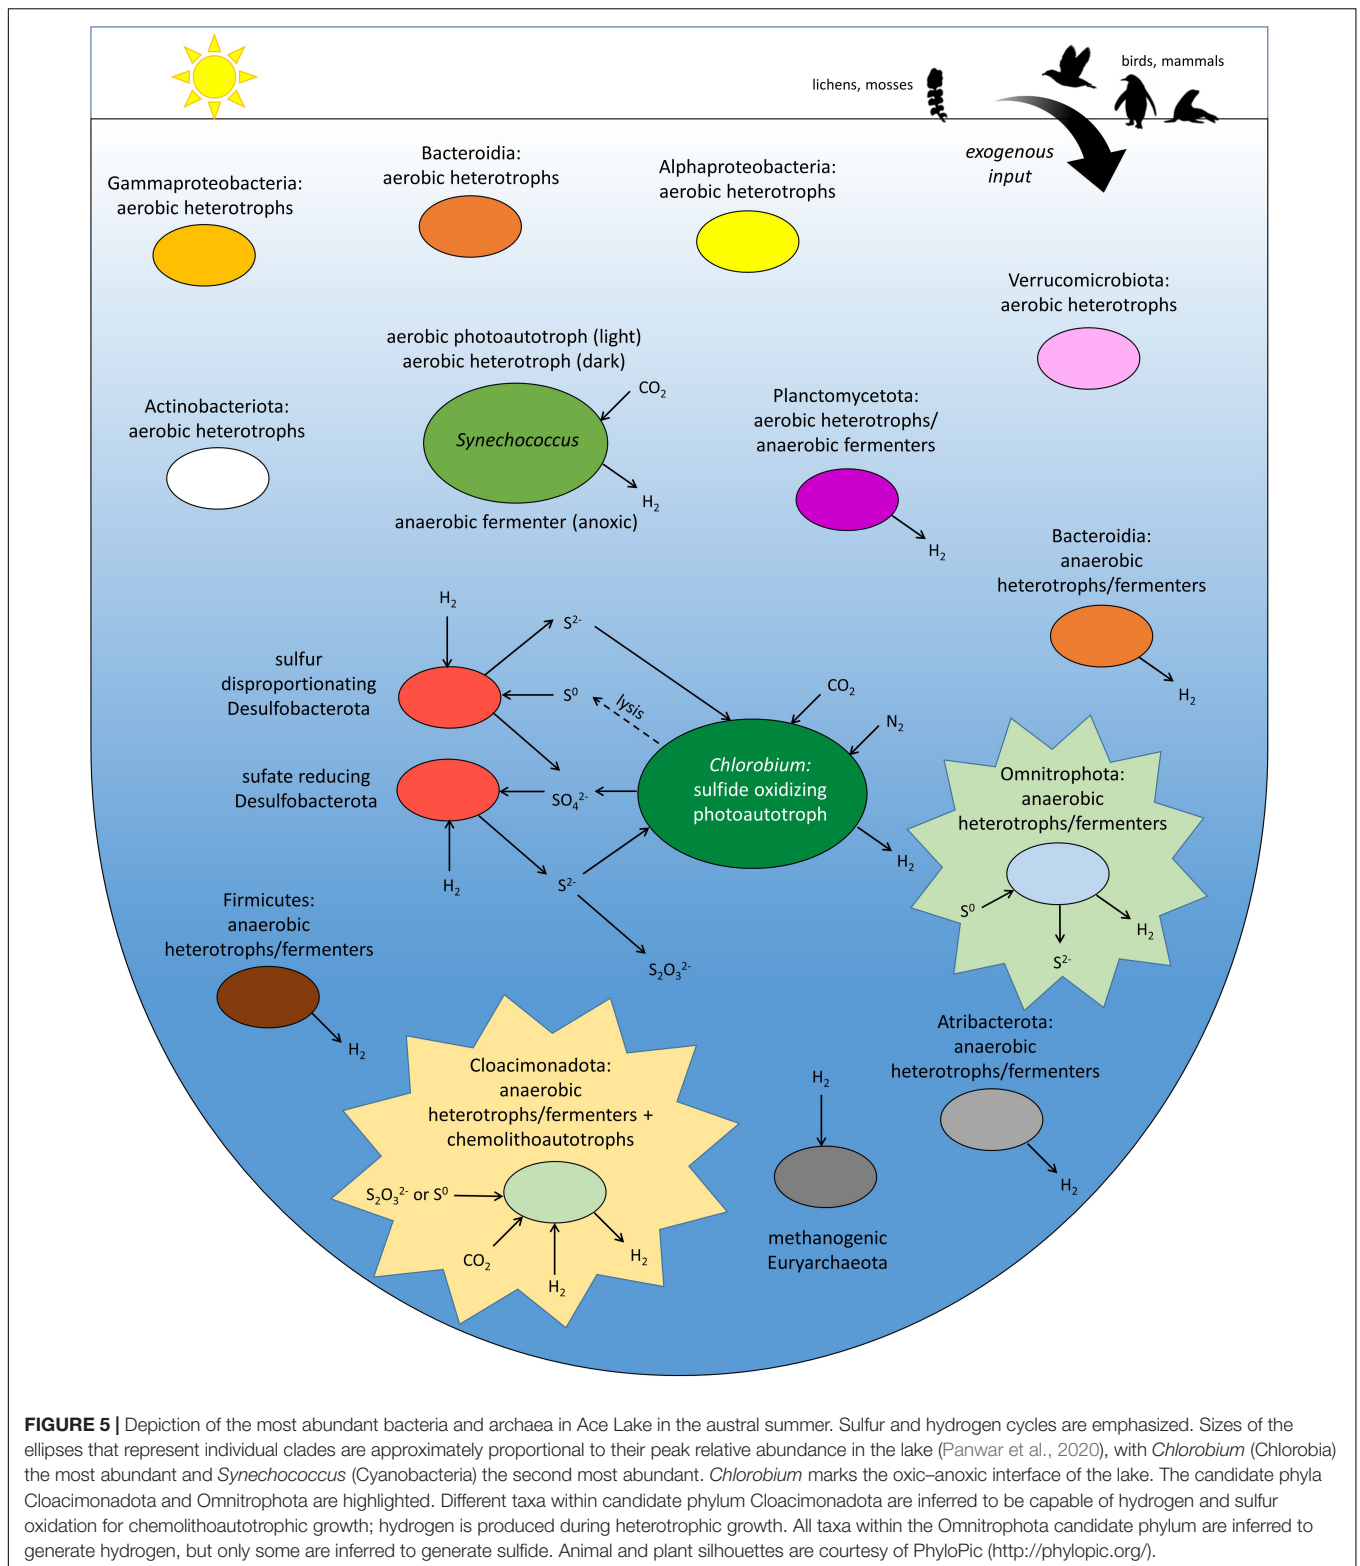 lichens, mosses
birds, mammals
exogenous
input
Gammaproteobacteria:
aerobic heterotrophs
Bacteroidia:
aerobic heterotrophs
Alphaproteobacteria:
aerobic heterotrophs
Verrucomicrobiota:
aerobic heterotrophs
aerobic photoautotroph (light)
aerobic heterotroph (dark)
CO₂
Synechococcus
H₂
anaerobic fermenter (anoxic)
Actinobacteriota:
aerobic heterotrophs
Planctomycetota:
aerobic heterotrophs/
anaerobic fermenters
H₂
Bacteroidia:
anaerobic
heterotrophs/fermenters
H₂
H₂
S²⁻
sulfur
disproportionating
Desulfobacterota
S⁰
lysis
CO₂
N₂
Chlorobium:
sulfide oxidizing
photoautotroph
H₂
sufate reducing
Desulfobacterota
SO₄²⁻
H₂
S²⁻
S₂O₃²⁻
Omnitrophota:
anaerobic
heterotrophs/fermenters
S⁰
H₂
S²⁻
Firmicutes:
anaerobic
heterotrophs/fermenters
H₂
Cloacimonadota:
anaerobic
heterotrophs/fermenters +
chemolithoautotrophs
S₂O₃²⁻ or S⁰
CO₂
H₂
H₂
H₂
methanogenic
Euryarchaeota
Atribacterota:
anaerobic
heterotrophs/fermenters
H₂
FIGURE 5 | Depiction of the most abundant bacteria and archaea in Ace Lake in the austral summer. Sulfur and hydrogen cycles are emphasized. Sizes of the
ellipses that represent individual clades are approximately proportional to their peak relative abundance in the lake (Panwar et al., 2020), with Chlorobium (Chlorobia)
the most abundant and Synechococcus (Cyanobacteria) the second most abundant. Chlorobium marks the oxic–anoxic interface of the lake. The candidate phyla
Cloacimonadota and Omnitrophota are highlighted. Different taxa within candidate phylum Cloacimonadota are inferred to be capable of hydrogen and sulfur
oxidation for chemolithoautotrophic growth; hydrogen is produced during heterotrophic growth. All taxa within the Omnitrophota candidate phylum are inferred to
generate hydrogen, but only some are inferred to generate sulfide. Animal and plant silhouettes are courtesy of PhyloPic (http://phylopic.org/).